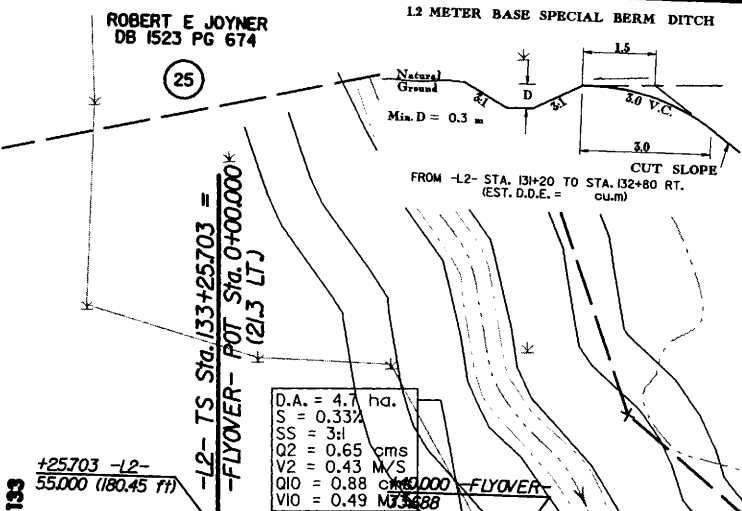 ROBERT E JOYNER
DB 1523 PG 674
25
1.2 METER BASE SPECIAL BERM DITCH
1.5
Natural
Ground
3:1
D
3:1
3.0 V.C.
Min. D = 0.3 m
3.0
CUT SLOPE
FROM -L2- STA. 131+20 TO STA. 132+80 RT.
(EST. D.D.E. = cu.m)
-L2- TS Sta. 133+25.703 =
-FLYOVER- POT Sta. 0+00.000
(21.3 LT.)
D.A. = 4.7 ha.
S = 0.33%
SS = 3:1
Q2 = 0.65 cms
V2 = 0.43 M/S
Q10 = 0.88 cms
V10 = 0.49 M/S
-FLYOVER-
+25.703 -L2-
55.000 (180.45 ft)
133